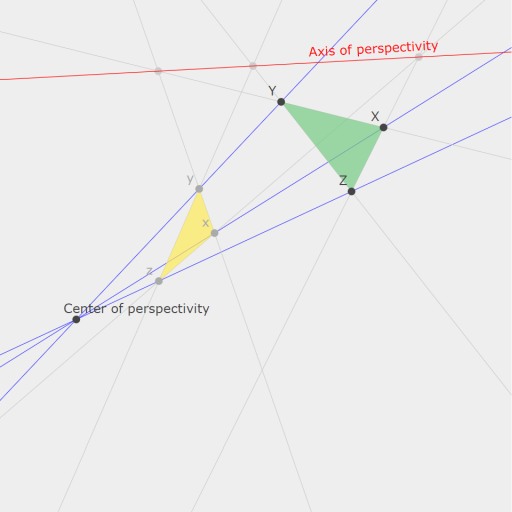 Axis of perspectivity
Y
X
Z
y
x
z
Center of perspectivity